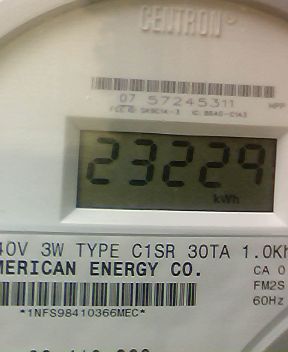 CENTRON®
07 57245311
23229
kWh
40V 3W TYPE C1SR 30TA 1.0Kh
MERICAN ENERGY CO.
CA 0
FM2S
60Hz
*1NFS98410366MEC*